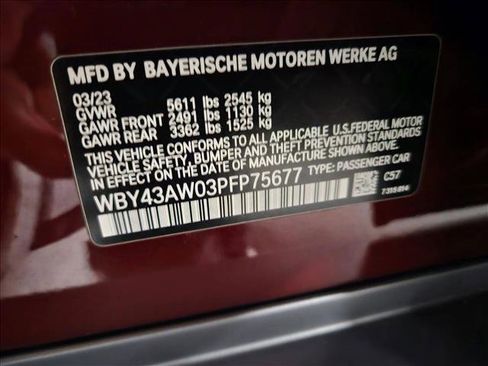 MFD BY BAYERISCHE MOTOREN WERKE AG
03/23
GVWR 5611 lbs 2545 kg
GAWR FRONT 2491 lbs 1130 kg
GAWR REAR 3362 lbs 1525 kg
THIS VEHICLE CONFORMS TO ALL APPLICABLE U.S.FEDERAL MOTOR
VEHICLE SAFETY, BUMPER AND THEFT PREVENTION STANDARDS
IN EFFECT ON THE DATE OF MANUFACTURE SHOWN ABOVE.
WBY43AW03PFP75677 TYPE: PASSENGER CAR
C57